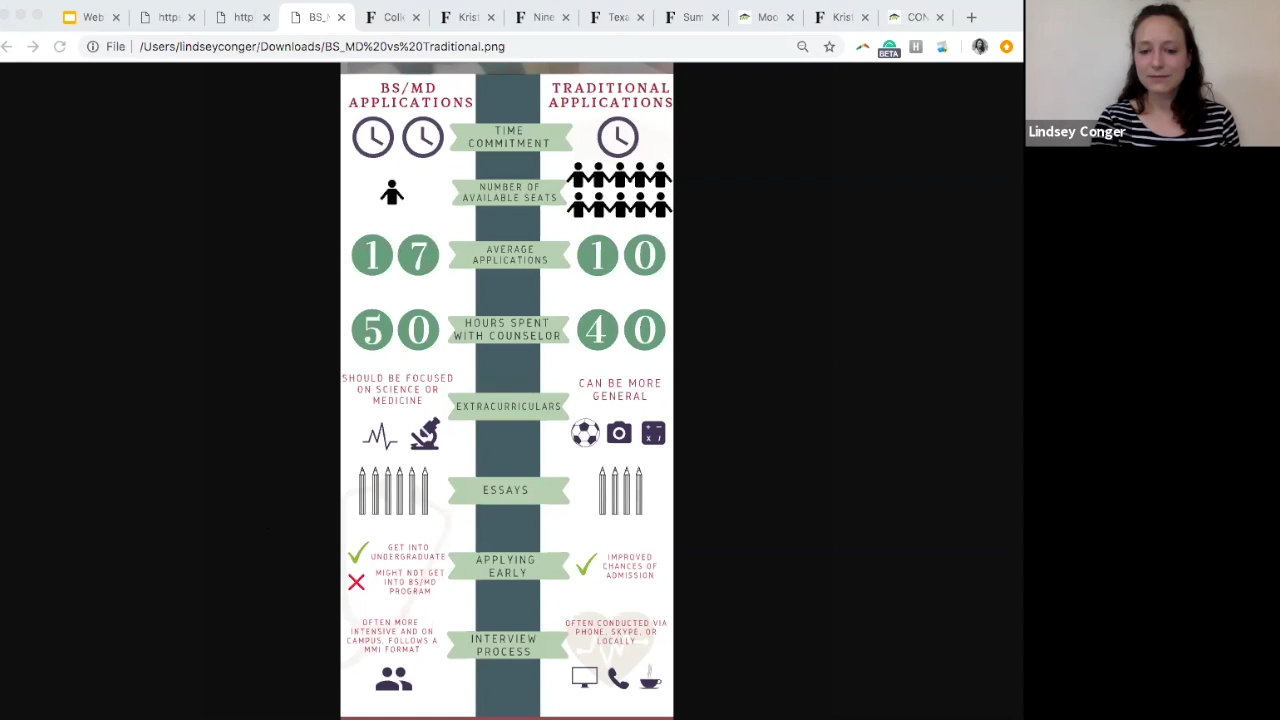 Web
http
http
BS_
Colle
Krist
Nine
Texa
Sum
Moo
Krist
CON
File
/Users/lindseyconger/Downloads/BS_MD%20vs%20Traditional.png
BETA
H
Lindsey Conger
BS/MD
APPLICATIONS
TRADITIONAL
APPLICATIONS
TIME
COMMITMENT
NUMBER OF
AVAILABLE SEATS
17
AVERAGE
APPLICATIONS
10
50
HOURS SPENT
WITH COUNSELOR
40
SHOULD BE FOCUSED
ON SCIENCE OR
MEDICINE
EXTRACURRICULARS
CAN BE MORE
GENERAL
ESSAYS
GET INTO
UNDERGRADUATE
MIGHT NOT GET
INTO BS/MD
PROGRAM
APPLYING
EARLY
IMPROVED
CHANCES OF
ADMISSION
OFTEN MORE
INTENSIVE AND ON
CAMPUS, FOLLOWS A
MMI FORMAT
INTERVIEW
PROCESS
OFTEN CONDUCTED VIA
PHONE, SKYPE, OR
LOCALLY